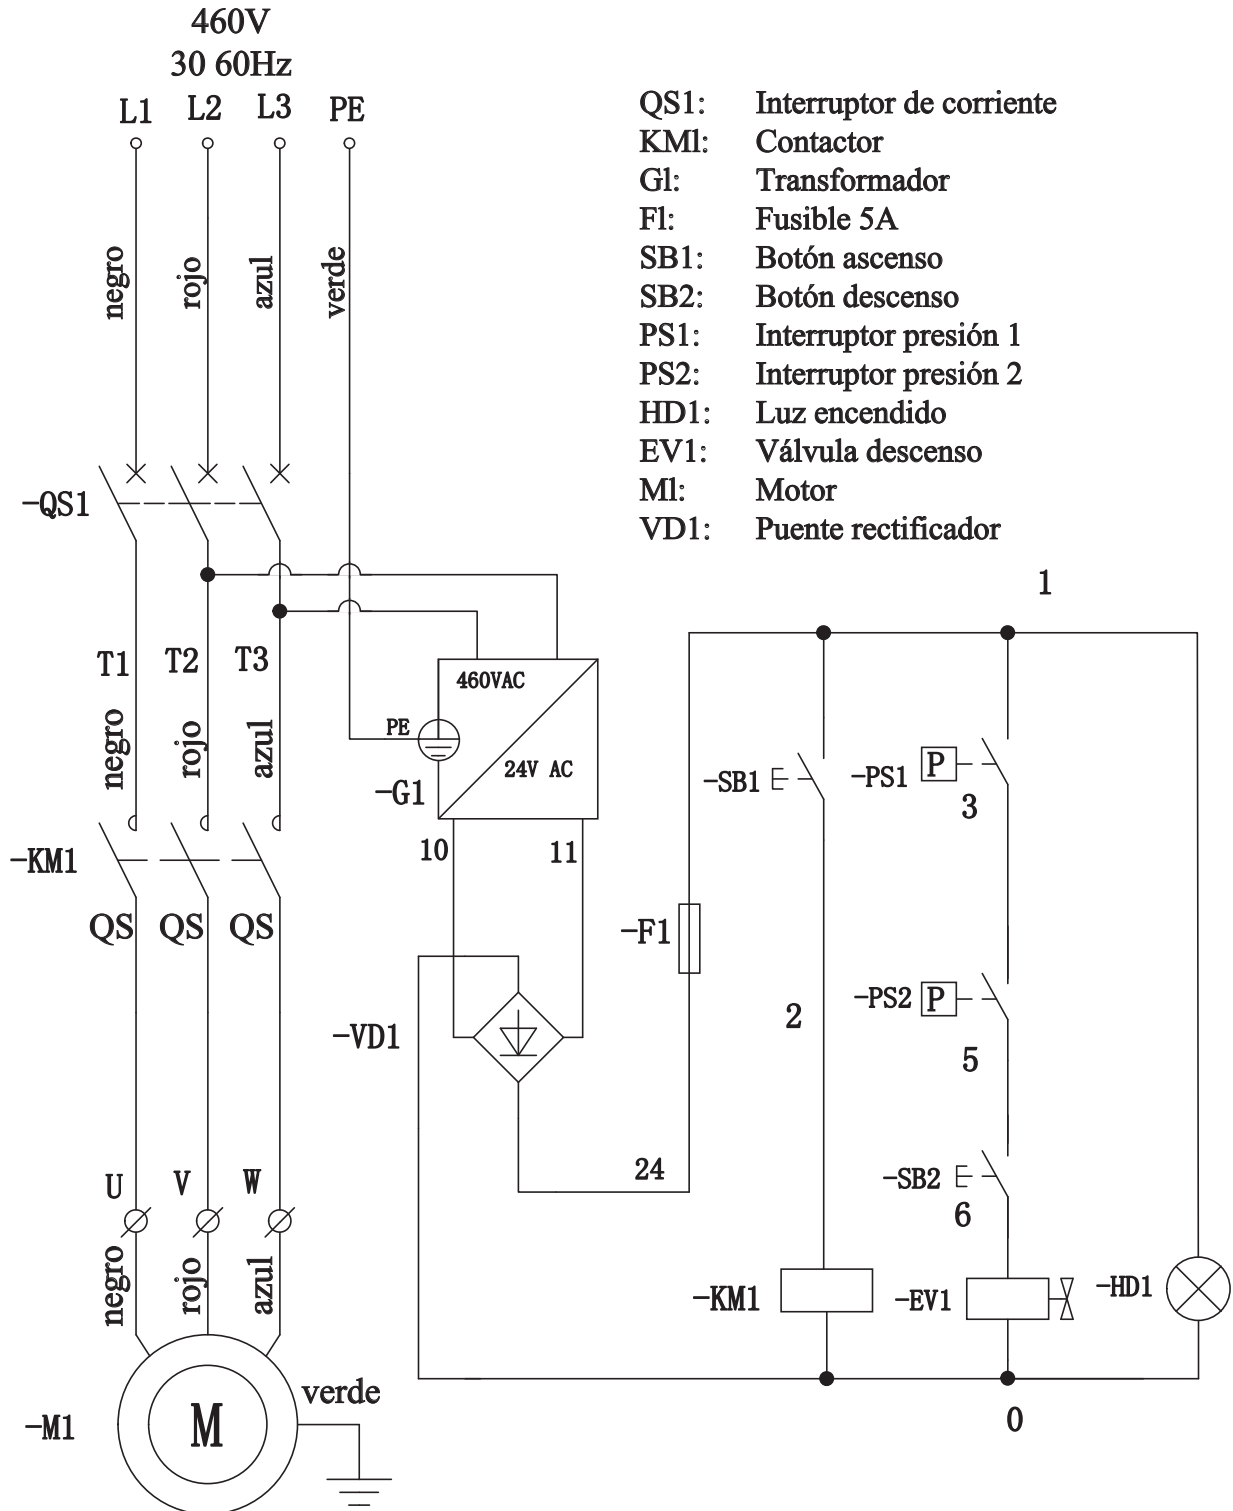 460V
30 60Hz
L1 L2 L3 PE
negro rojo azul verde
QS1: Interruptor de corriente
KMl: Contactor
Gl: Transformador
Fl: Fusible 5A
SB1: Botón ascenso
SB2: Botón descenso
PS1: Interruptor presión 1
PS2: Interruptor presión 2
HD1: Luz encendido
EV1: Válvula descenso
Ml: Motor
VD1: Puente rectificador
-QS1
1
T1 T2 T3
460VAC
negro rojo azul
PE
24V AC
-G1
-SB1
-PS1 P
3
10 11
-KM1
QS QS QS
-F1
-PS2 P
2
-VD1
5
24
U V W
-SB2
6
negro rojo azul
-KM1
-EV1
-HD1
verde
-M1
M
0